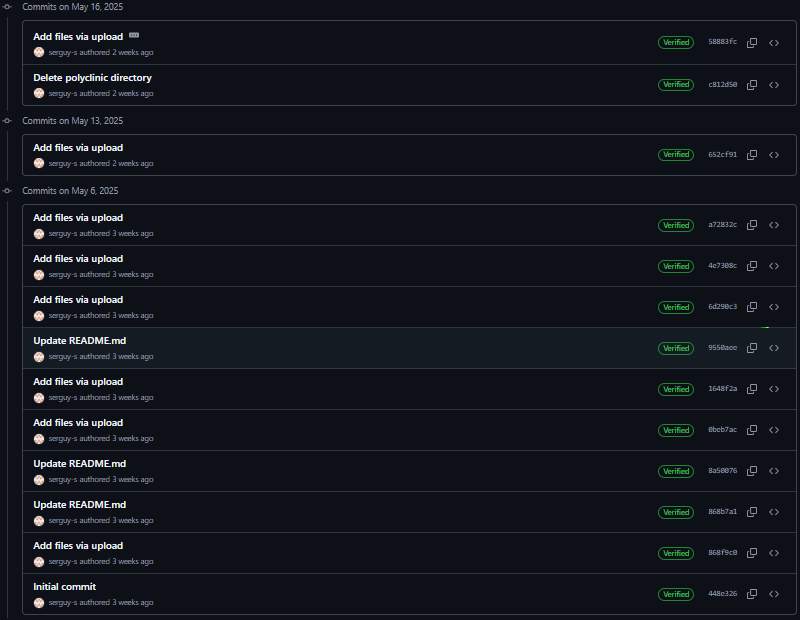 Commits on May 16, 2025
Add files via upload
serguy-s authored 2 weeks ago
Verified
58883fc
Delete polyclinic directory
serguy-s authored 2 weeks ago
Verified
c812d50
Commits on May 13, 2025
Add files via upload
serguy-s authored 2 weeks ago
Verified
652cf91
Commits on May 6, 2025
Add files via upload
serguy-s authored 3 weeks ago
Verified
a72832c
Add files via upload
serguy-s authored 3 weeks ago
Verified
4e7308c
Add files via upload
serguy-s authored 3 weeks ago
Verified
6d290c3
Update README.md
serguy-s authored 3 weeks ago
Verified
9550aee
Add files via upload
serguy-s authored 3 weeks ago
Verified
1648f2a
Add files via upload
serguy-s authored 3 weeks ago
Verified
0beb7ac
Update README.md
serguy-s authored 3 weeks ago
Verified
8a50076
Update README.md
serguy-s authored 3 weeks ago
Verified
868b7a1
Add files via upload
serguy-s authored 3 weeks ago
Verified
868f9c0
Initial commit
serguy-s authored 3 weeks ago
Verified
448e326